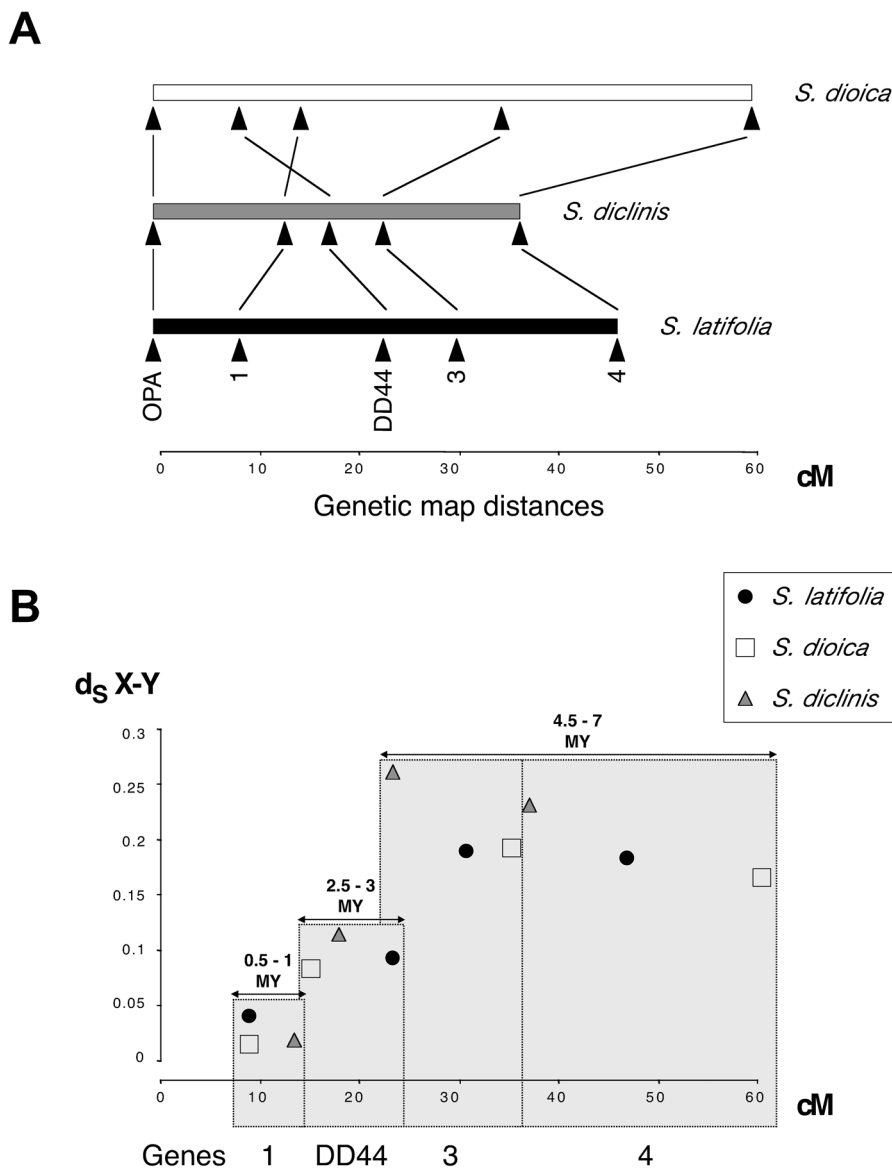 A
S. dioica
S. diclinis
S. latifolia
OPA
1
DD44
3
4
0 10 20 30 40 50 60
cM
Genetic map distances
B
S. latifolia
S. dioica
S. diclinis
dS X-Y
4.5 - 7
MY
2.5 - 3
MY
0.5 - 1
MY
0.3
0.25
0.2
0.15
0.1
0.05
0
0 10 20 30 40 50 60
cM
Genes 1 DD44 3 4